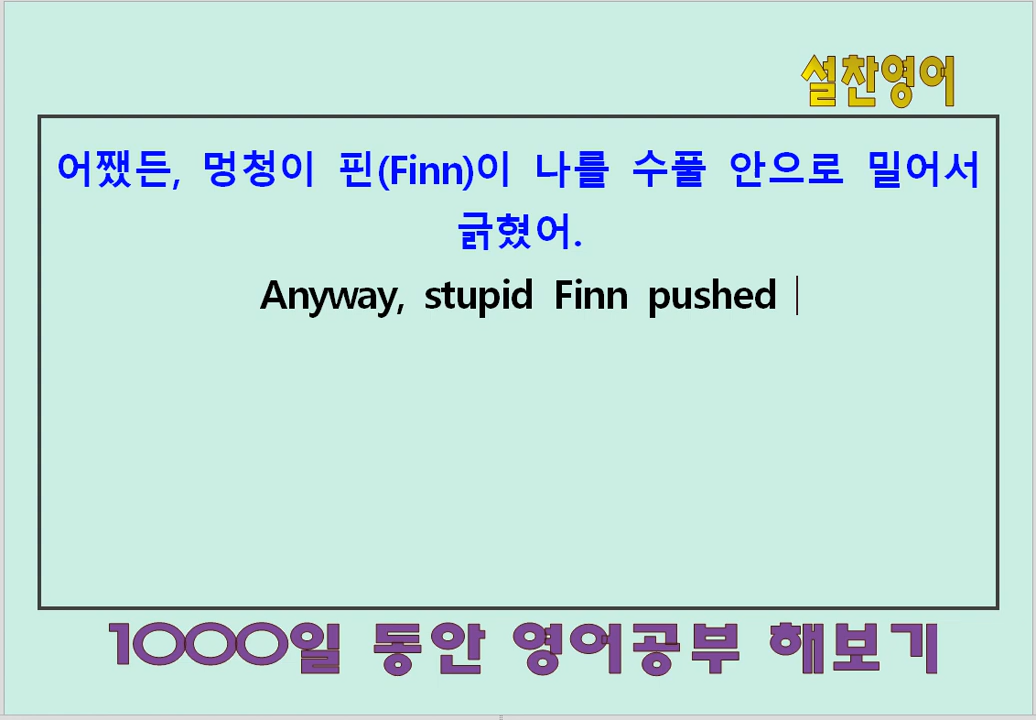 설찬영어
어쨌든, 멍청이 핀(Finn)이 나를 수풀 안으로 밀어서
긁혔어.
Anyway, stupid Finn pushed
1000일 동안 영어공부 해보기